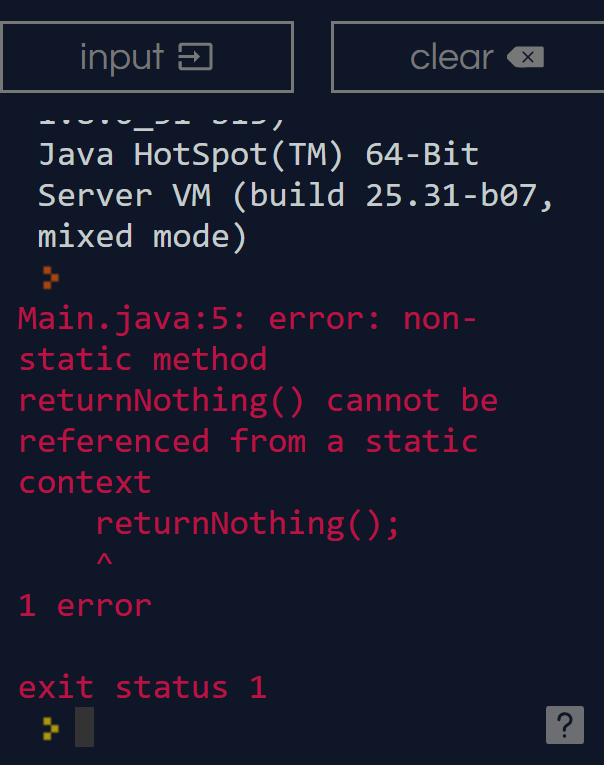 input
clear
Java HotSpot(TM) 64-Bit
Server VM (build 25.31-b07,
mixed mode)
Main.java:5: error: non-
static method
returnNothing() cannot be
referenced from a static
context
returnNothing();
^
1 error
exit status 1
?